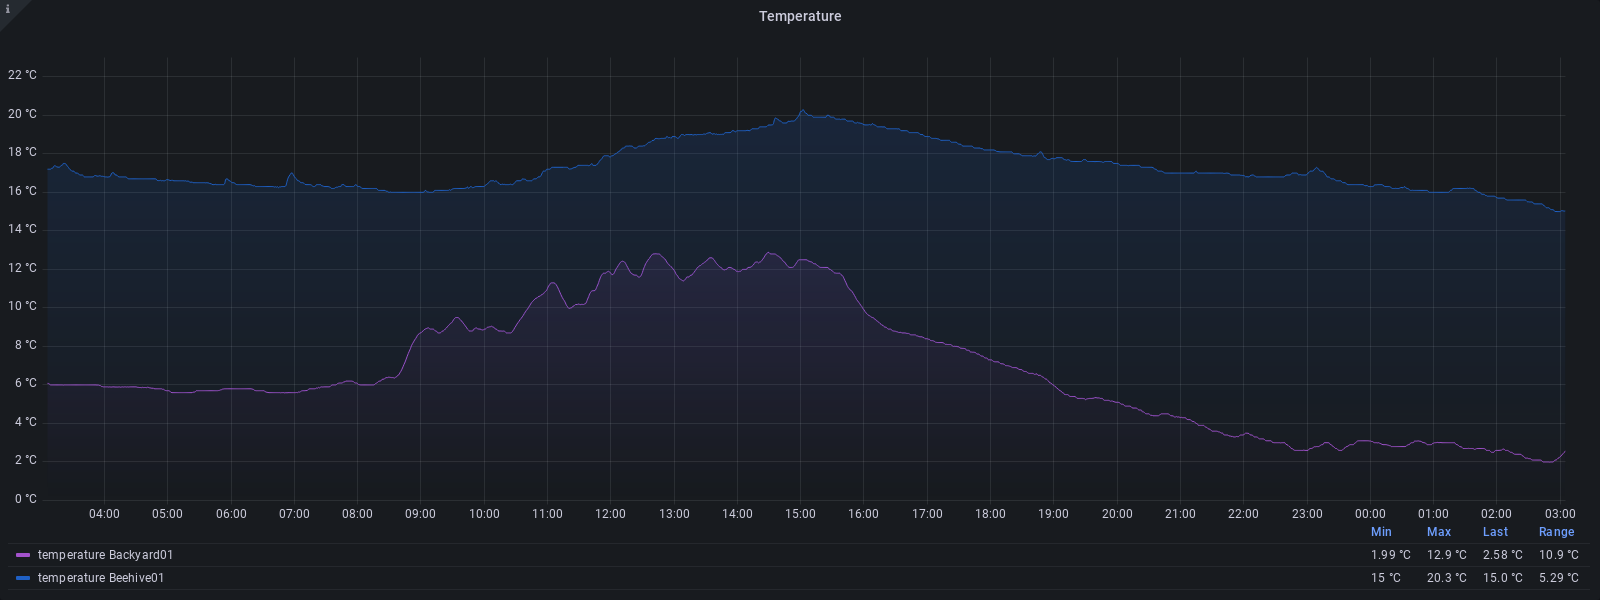 i
Temperature
22 °C
20 °C
18 °C
16 °C
14 °C
12 °C
10 °C
8 °C
6 °C
4 °C
2 °C
0 °C
04:00 05:00 06:00 07:00 08:00 09:00 10:00 11:00 12:00 13:00 14:00 15:00 16:00 17:00 18:00 19:00 20:00 21:00 22:00 23:00 00:00 01:00 02:00 03:00
Min Max Last Range
temperature Backyard01 1.99 °C 12.9 °C 2.58 °C 10.9 °C
temperature Beehive01 15 °C 20.3 °C 15.0 °C 5.29 °C